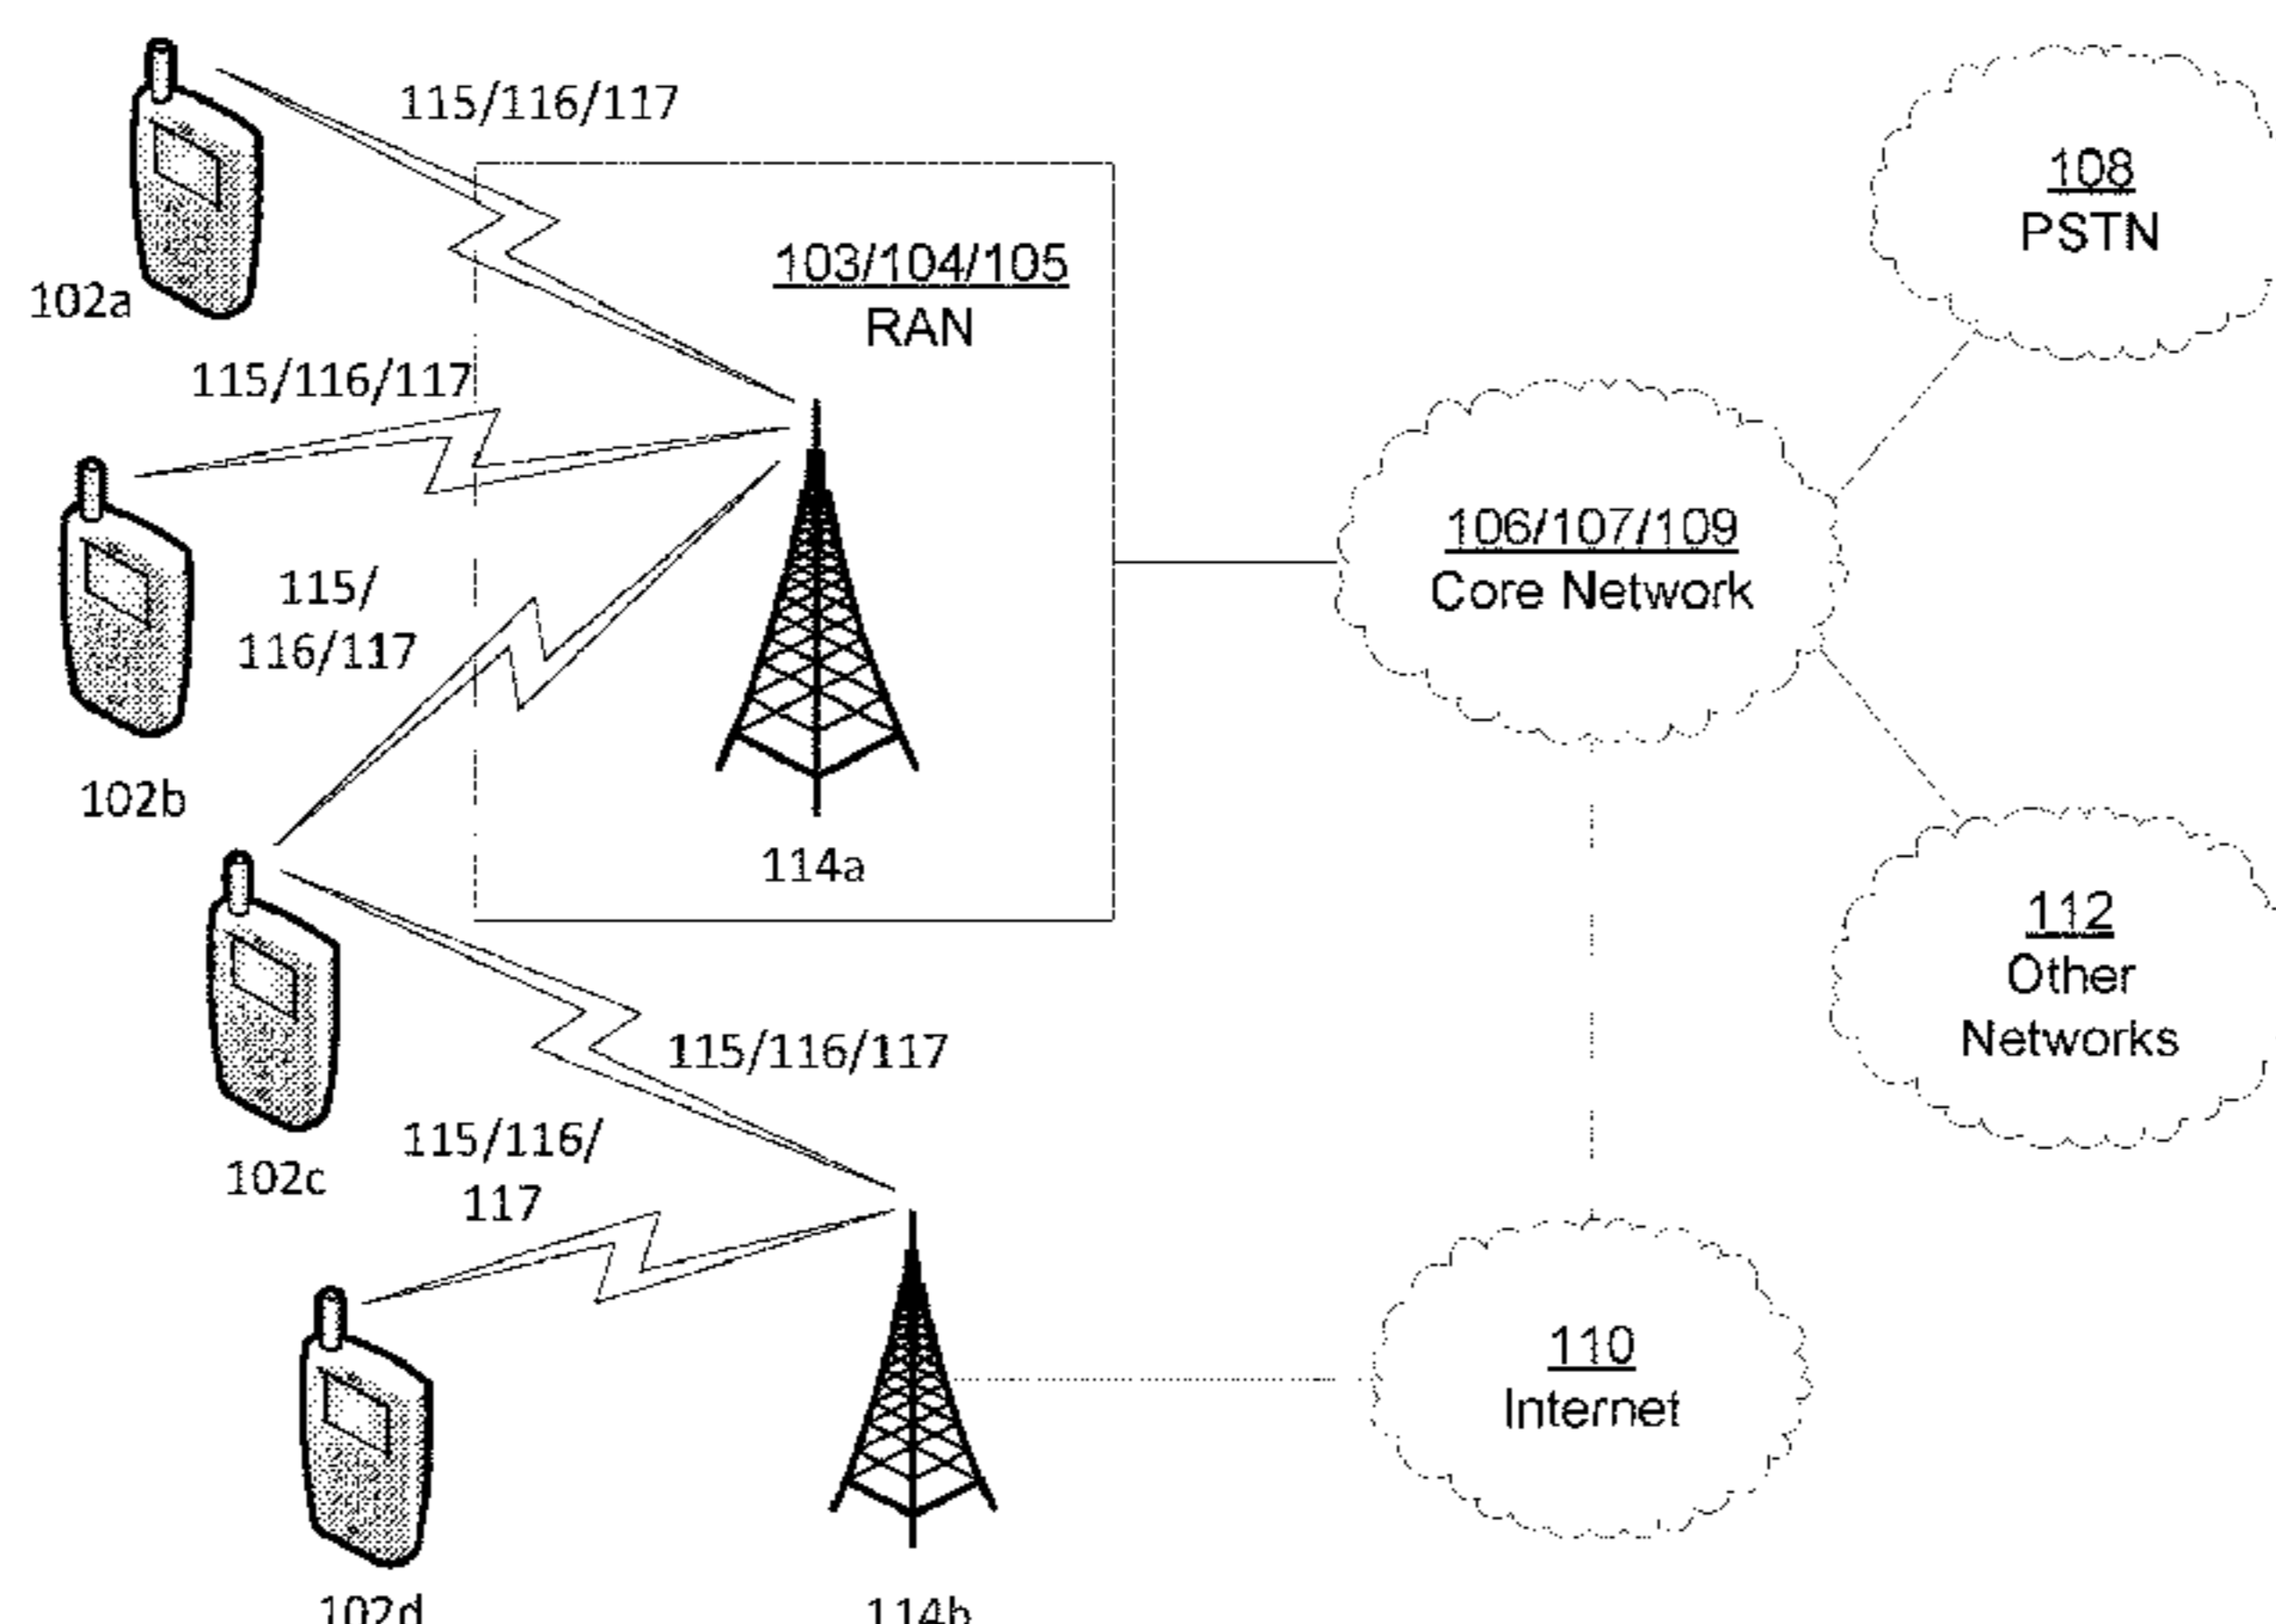 115/116/117
108
PSTN
103/104/105
RAN
102a
115/116/117
106/107/109
Core Network
115/
116/117
102b
114a
112
Other
Networks
115/116/117
115/116/
117
102c
110
Internet
102d
114b